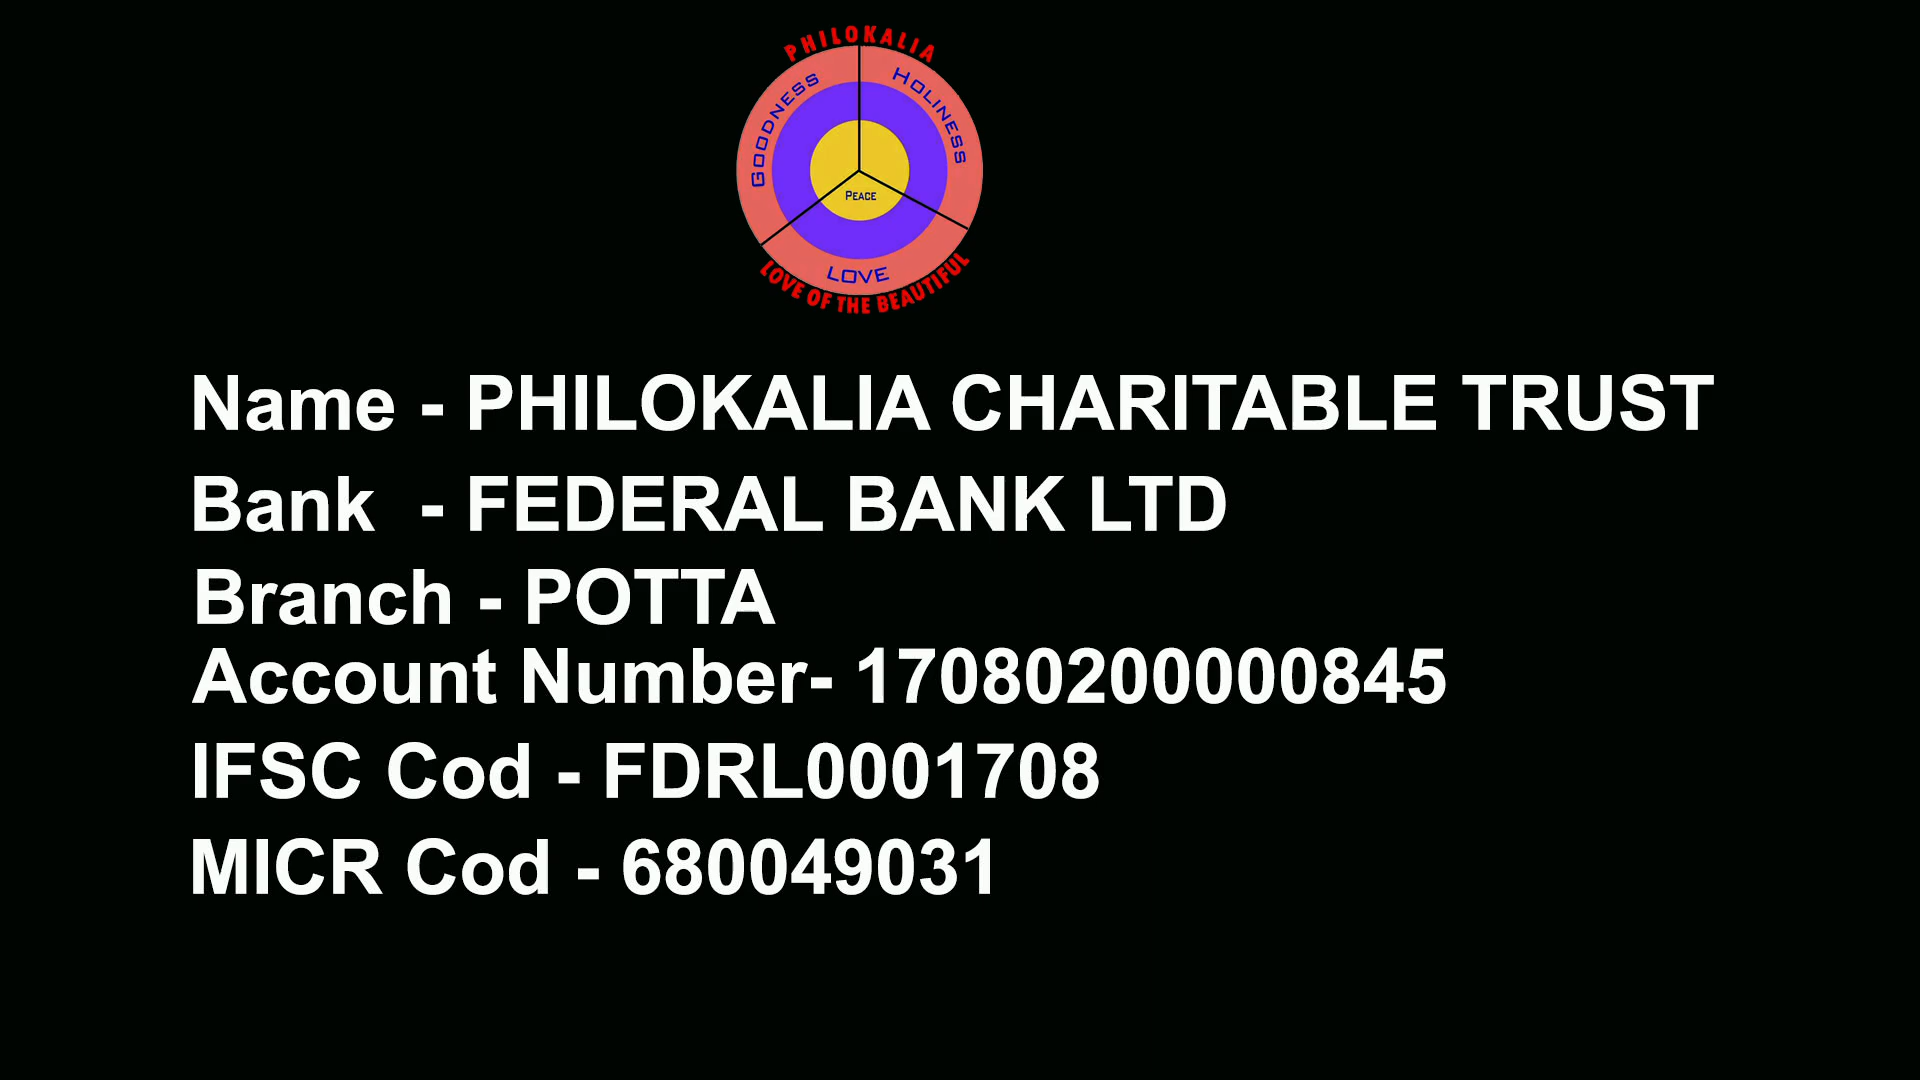 PHILOKALIA
GOODNESS
HOLINESS
PEACE
LOVE
LOVE OF THE BEAUTIFUL
Name - PHILOKALIA CHARITABLE TRUST
Bank - FEDERAL BANK LTD
Branch - POTTA
Account Number- 17080200000845
IFSC Cod - FDRL0001708
MICR Cod - 680049031